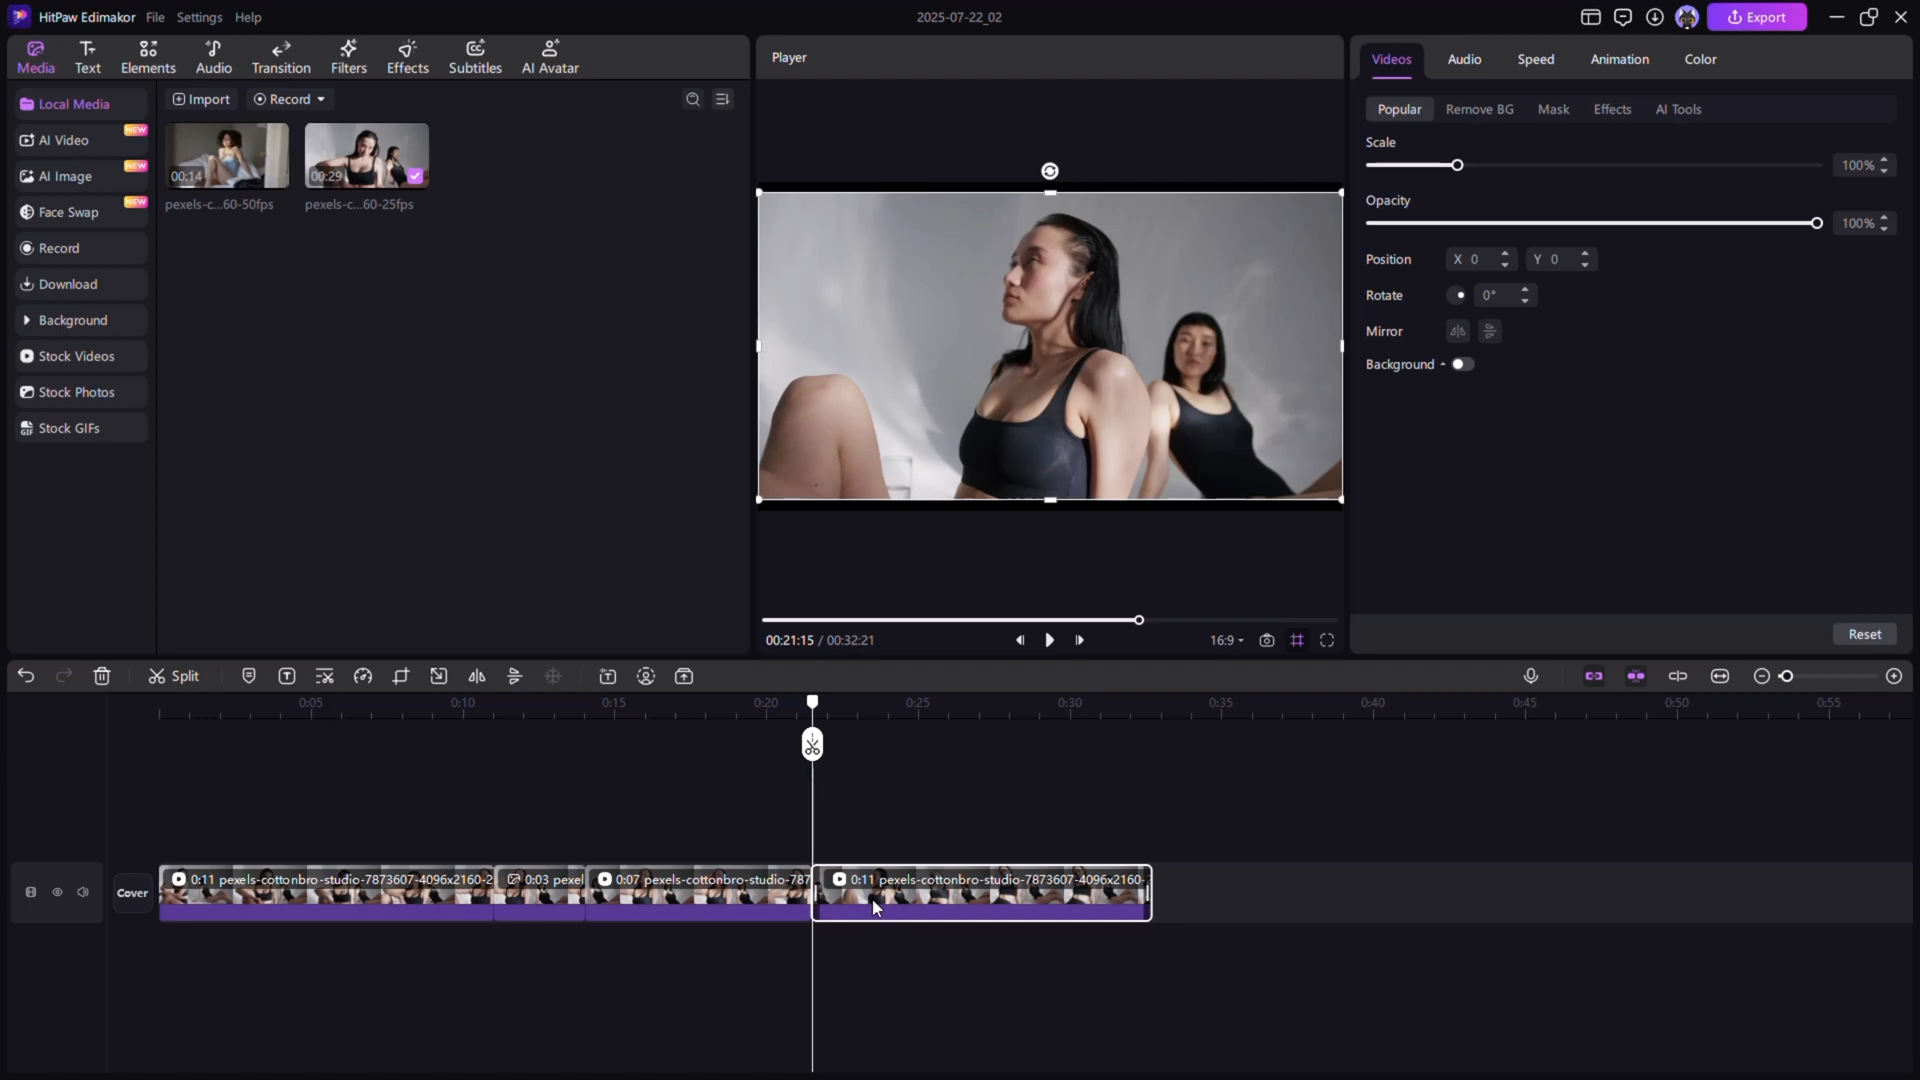 HitPaw Edimakor File Settings Help 2025-07-22_02 Export
Media Text Elements Audio Transition Filters Effects Subtitles AI Avatar
Local Media
AI Video NEW
AI Image NEW
Face Swap NEW
Record
Download
Background
Stock Videos
Stock Photos
Stock GIFs
Import Record
00:14 00:29
pexels-c...60-50fps pexels-c...60-25fps
Player
00:21:15 / 00:32:21 16:9
Videos Audio Speed Animation Color
Popular Remove BG Mask Effects AI Tools
Scale
100%
Opacity
100%
Position X 0 Y 0
Rotate 0°
Mirror
Background
Reset
Split
0:05 0:10 0:15 0:20 0:25 0:30 0:35 0:40 0:45 0:50 0:55
Cover
0:11 pexels-cottonbro-studio-7873607-4096x2160-2
0:03 pexel
0:07 pexels-cottonbro-studio-787
0:11 pexels-cottonbro-studio-7873607-4096x2160-